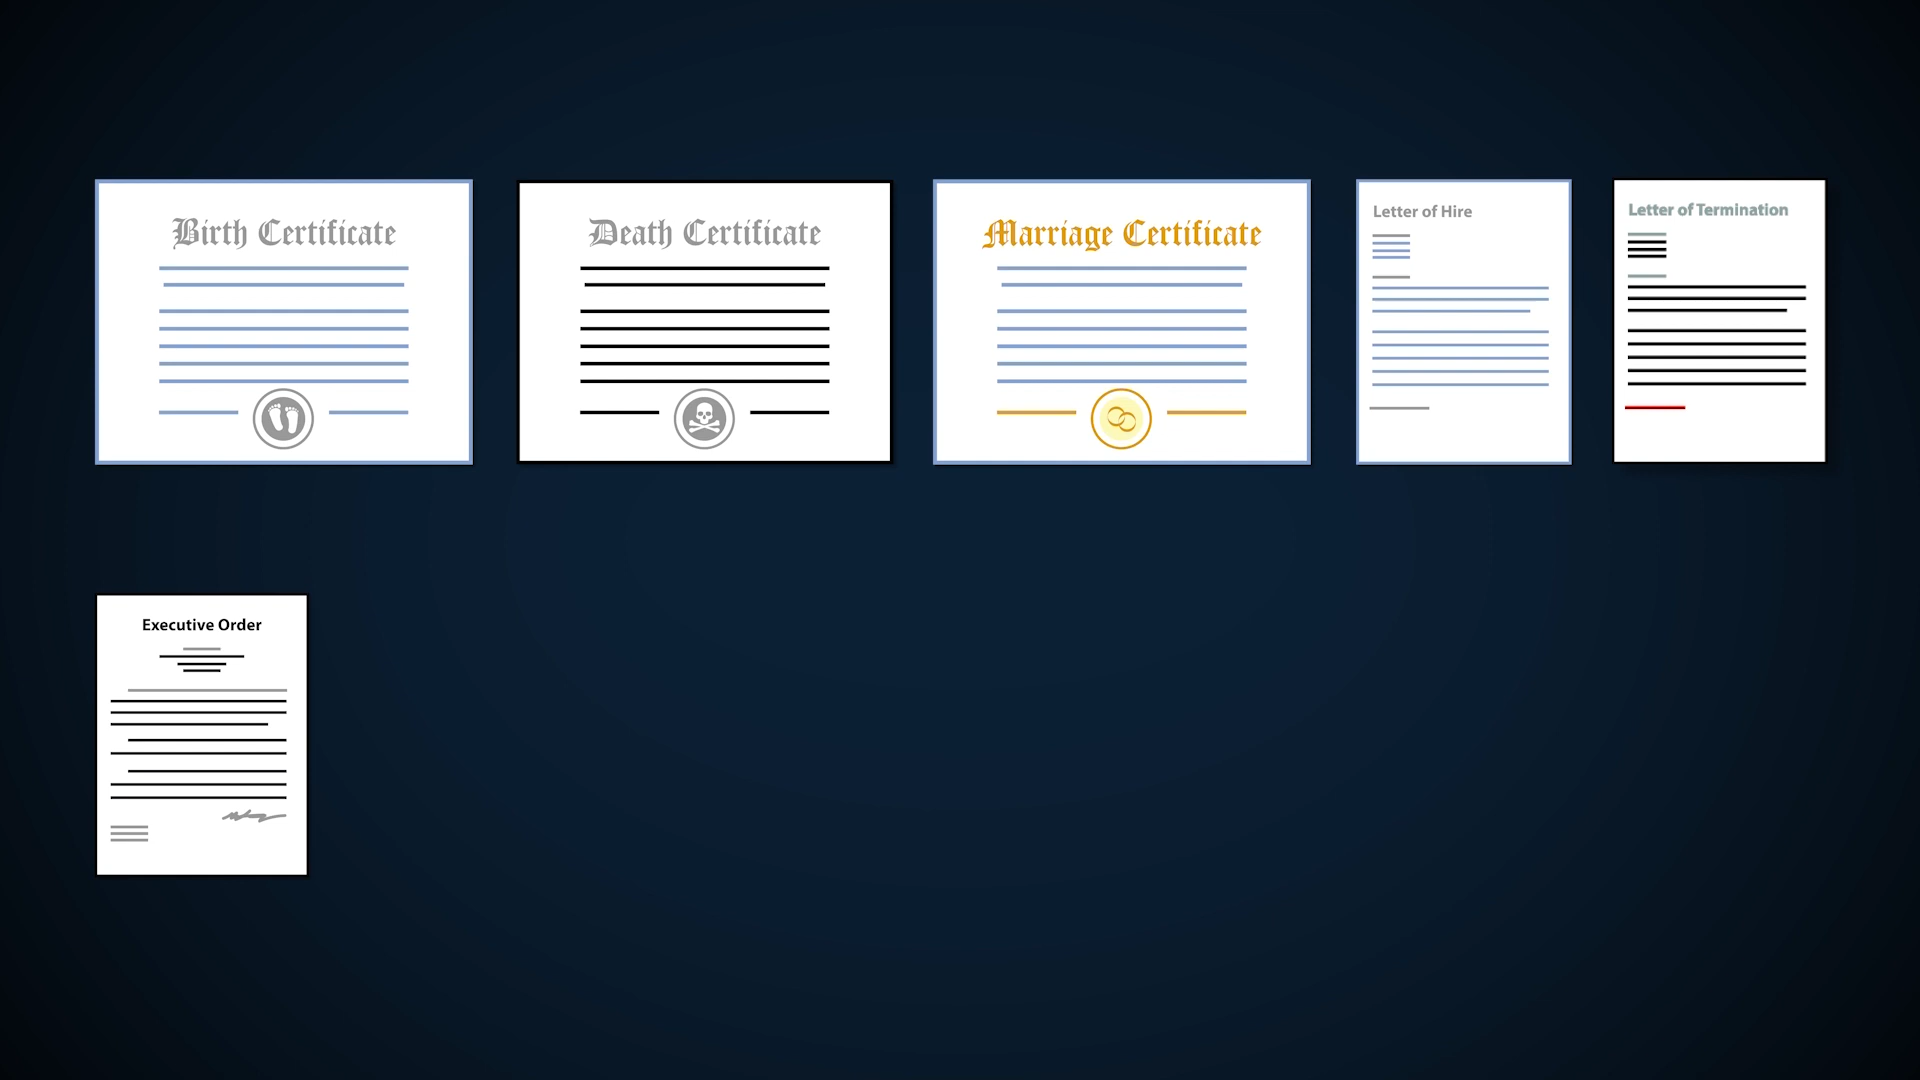 Birth Certificate
Death Certificate
Marriage Certificate
Letter of Hire
Letter of Termination
Executive Order